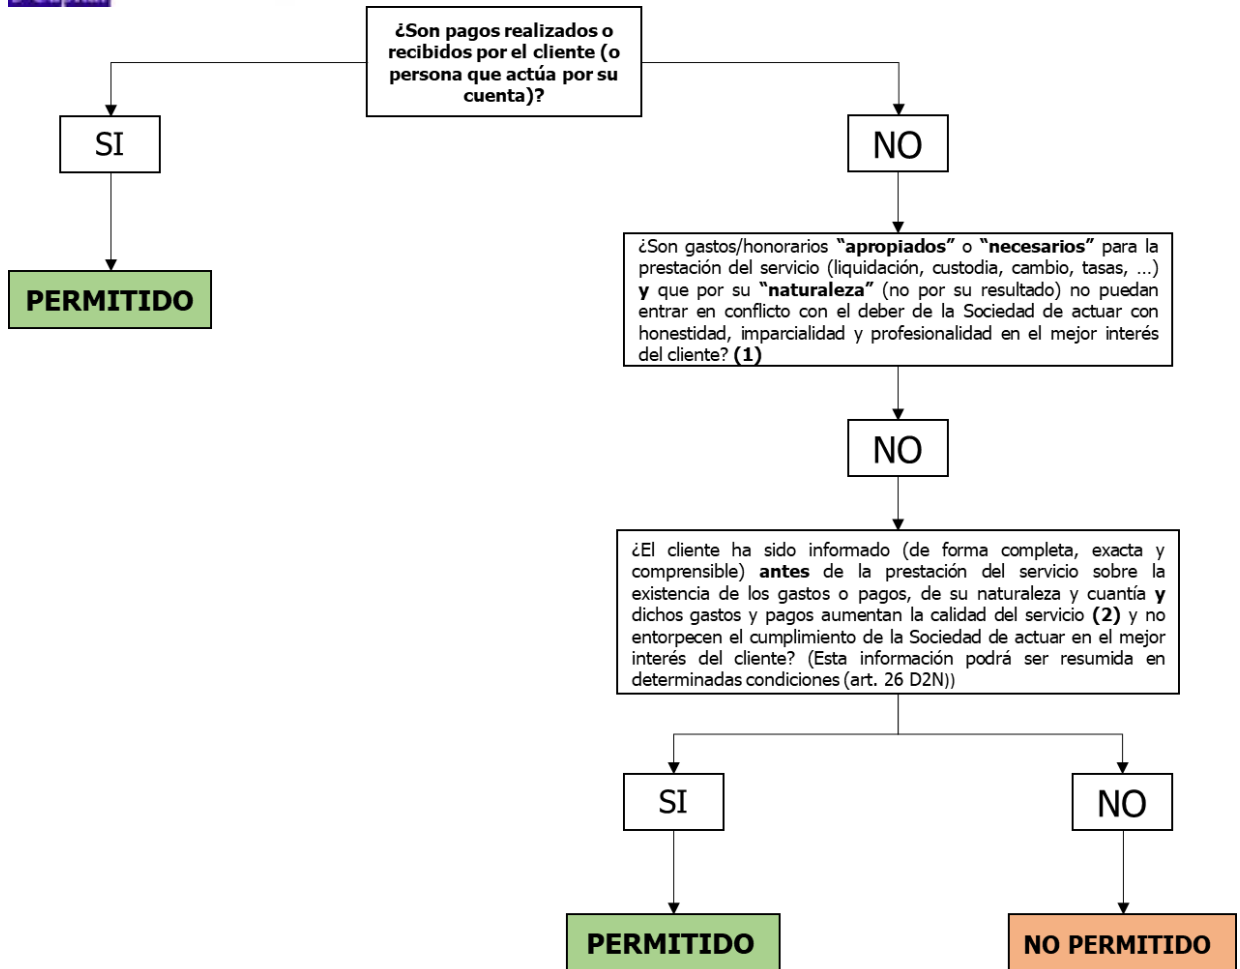 ¿Son pagos realizados o
recibidos por el cliente (o
persona que actúa por su
cuenta)?
SI
NO
PERMITIDO
¿Son gastos/honorarios “apropiados” o “necesarios” para la
prestación del servicio (liquidación, custodia, cambio, tasas, ...)
y que por su “naturaleza” (no por su resultado) no puedan
entrar en conflicto con el deber de la Sociedad de actuar con
honestidad, imparcialidad y profesionalidad en el mejor interés
del cliente? (1)
NO
¿El cliente ha sido informado (de forma completa, exacta y
comprensible) antes de la prestación del servicio sobre la
existencia de los gastos o pagos, de su naturaleza y cuantía y
dichos gastos y pagos aumentan la calidad del servicio (2) y no
entorpecen el cumplimiento de la Sociedad de actuar en el mejor
interés del cliente? (Esta información podrá ser resumida en
determinadas condiciones (art. 26 D2N))
SI
NO
PERMITIDO
NO PERMITIDO